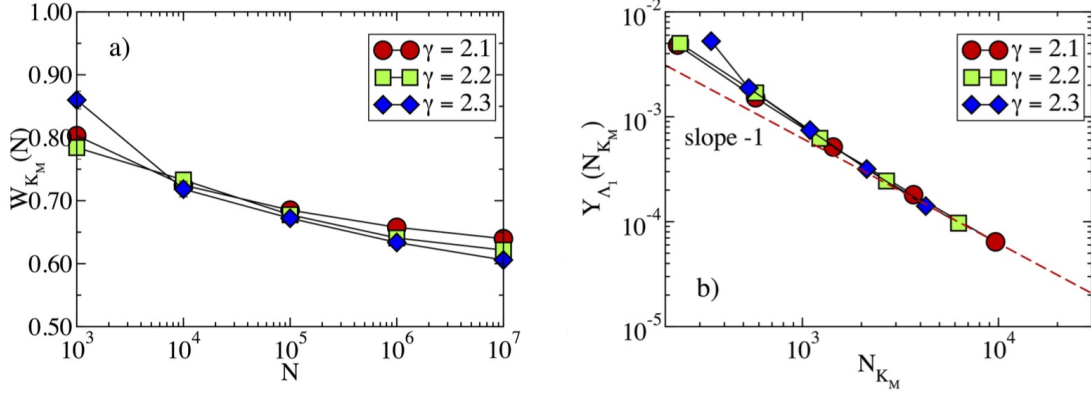 1.00
0.90
0.80
0.70
0.60
0.50
W_{K_M}(N)
a)
γ = 2.1
γ = 2.2
γ = 2.3
10^3
10^4
10^5
10^6
10^7
N
10^{-2}
10^{-3}
10^{-4}
10^{-5}
Y_{Λ_1}(N_{K_M})
γ = 2.1
γ = 2.2
γ = 2.3
slope -1
b)
10^3
10^4
N_{K_M}